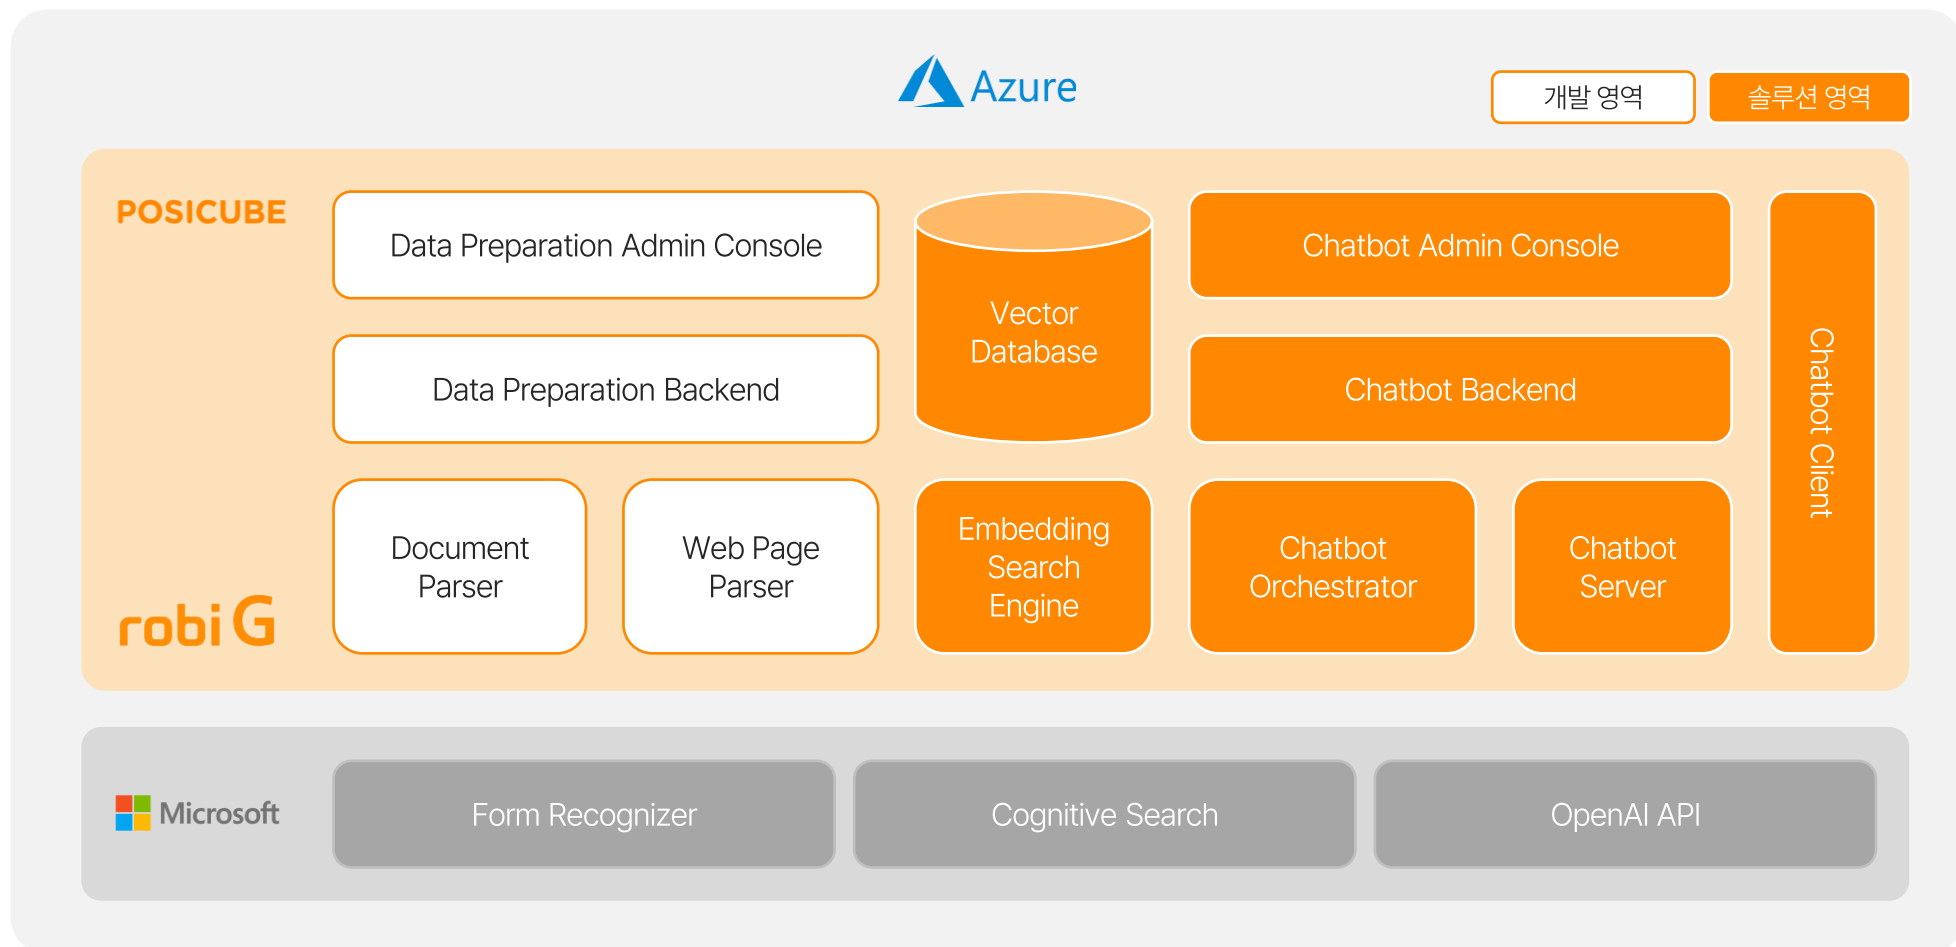 Azure
개발 영역
솔루션 영역
POSICUBE
Data Preparation Admin Console
Vector
Database
Chatbot Admin Console
Chatbot Client
Data Preparation Backend
Chatbot Backend
Document
Parser
Web Page
Parser
Embedding
Search
Engine
Chatbot
Orchestrator
Chatbot
Server
robi G
Microsoft
Form Recognizer
Cognitive Search
OpenAI API